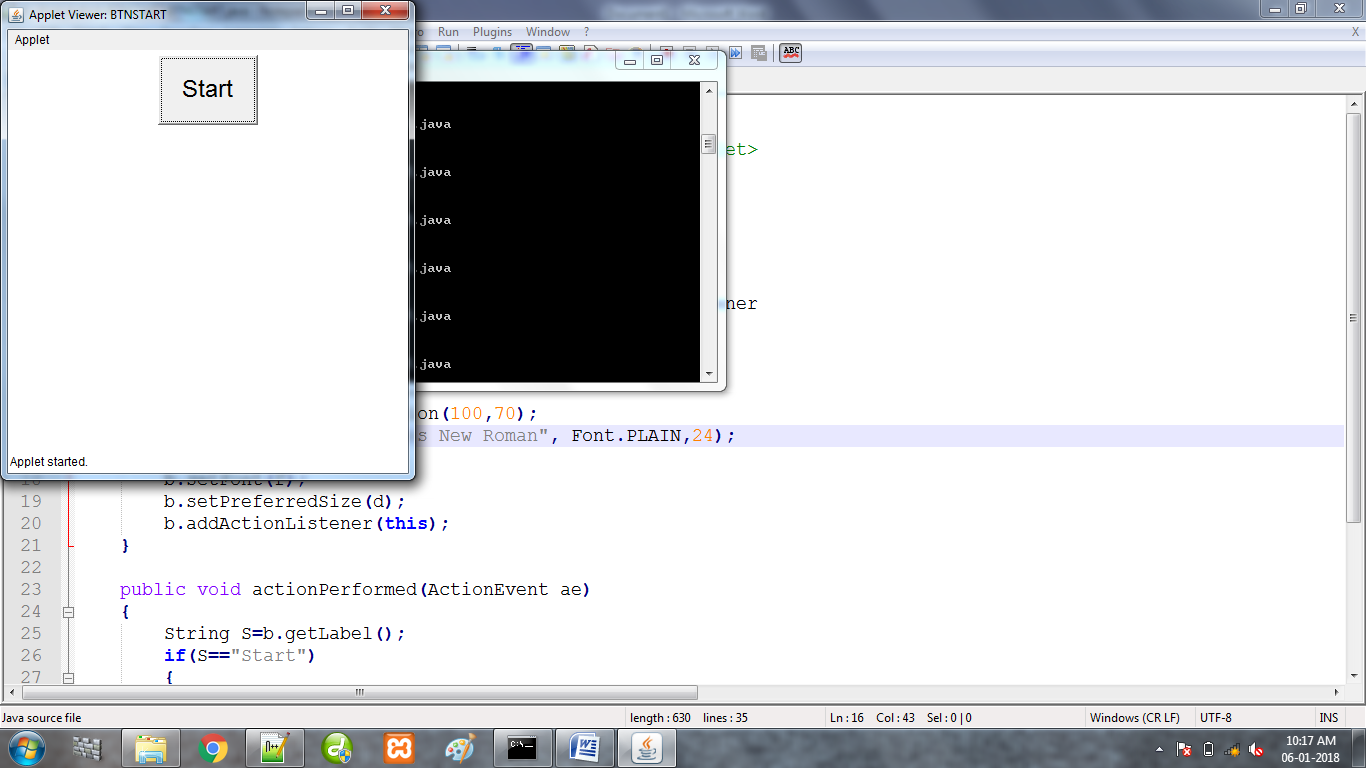 Applet Viewer: BTNSTART
Applet
Start
Applet started.
Run Plugins Window ?
X
ABC
.java
.java
.java
.java
.java
.java
et>
ner
on(100,70);
s New Roman", Font.PLAIN,24);
19 b.setPreferredSize(d);
20 b.addActionListener(this);
21 }
22
23 public void actionPerformed(ActionEvent ae)
24 {
25 String S=b.getLabel();
26 if(S=="Start")
27 {
Java source file
length : 630 lines : 35
Ln : 16 Col : 43 Sel : 0 | 0
Windows (CR LF)
UTF-8
INS
10:17 AM
06-01-2018